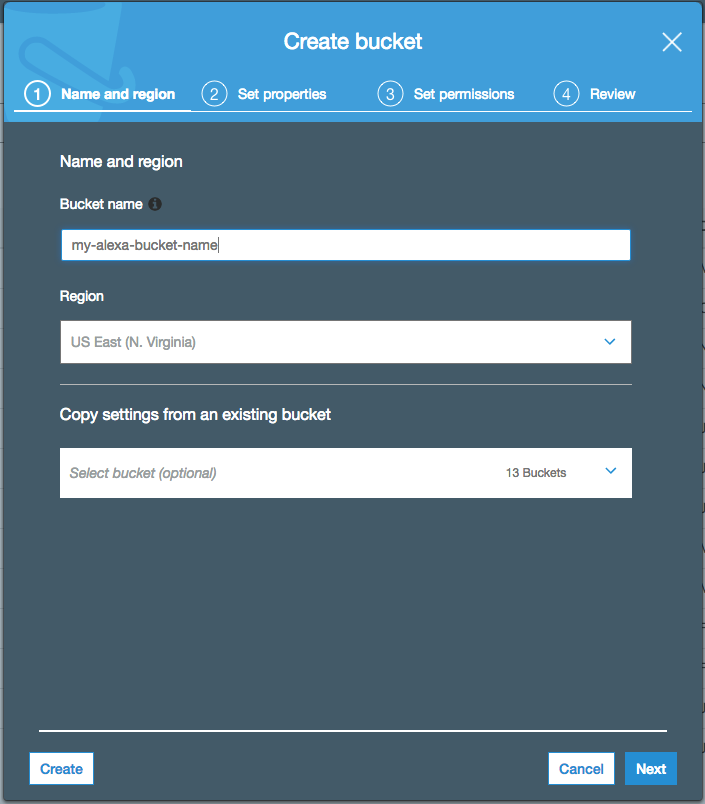 Create bucket
1 Name and region 2 Set properties 3 Set permissions 4 Review
Name and region
Bucket name
my-alexa-bucket-name
Region
US East (N. Virginia)
Copy settings from an existing bucket
Select bucket (optional) 13 Buckets
Create Cancel Next